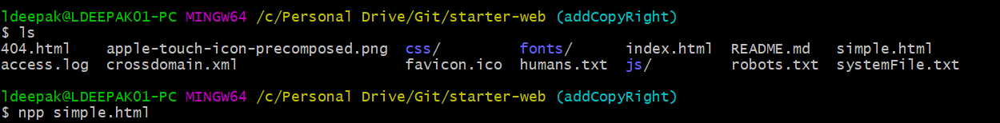 ldeepak@LDEEPAK01-PC MINGW64 /c/Personal Drive/Git/starter-web (addCopyRight)
$ ls
404.html    apple-touch-icon-precomposed.png  css/         fonts/      index.html  README.md   simple.html
access.log  crossdomain.xml                   favicon.ico  humans.txt  js/         robots.txt  systemFile.txt
ldeepak@LDEEPAK01-PC MINGW64 /c/Personal Drive/Git/starter-web (addCopyRight)
$ npp simple.html